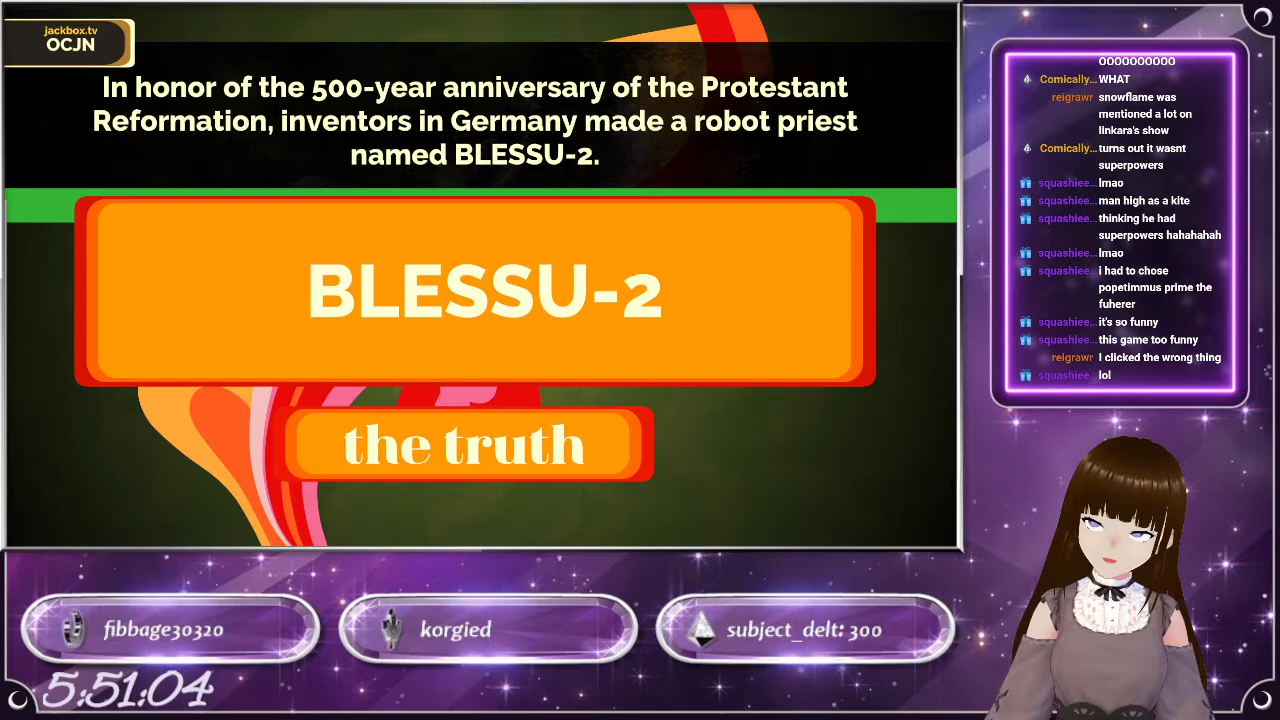 jackbox.tv
OCJN
In honor of the 500-year anniversary of the Protestant
Reformation, inventors in Germany made a robot priest
named BLESSU-2.
BLESSU-2
the truth
OOOOOOOOOO
Comically... WHAT
reigrawr snowflame was
mentioned a lot on
linkara's show
Comically... turns out it wasnt
superpowers
squashiee... lmao
squashiee... man high as a kite
squashiee... thinking he had
superpowers hahahahah
squashiee... lmao
squashiee... i had to chose
popetimmus prime the
fuherer
squashiee... it's so funny
squashiee... this game too funny
reigrawr I clicked the wrong thing
squashiee... lol
fibbage30320
korgied
subject_delt: 300
5:51:04